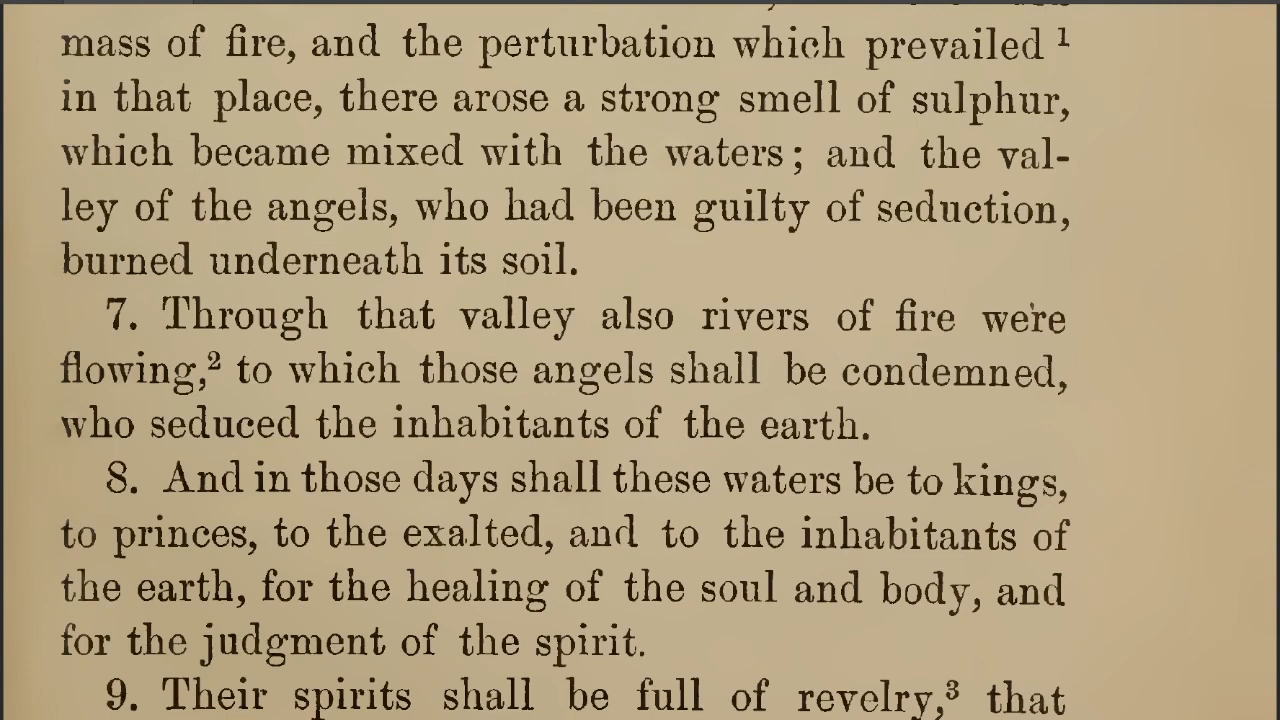 mass of fire, and the perturbation which prevailed ¹
in that place, there arose a strong smell of sulphur,
which became mixed with the waters; and the val-
ley of the angels, who had been guilty of seduction,
burned underneath its soil.
7. Through that valley also rivers of fire were
flowing,² to which those angels shall be condemned,
who seduced the inhabitants of the earth.
8. And in those days shall these waters be to kings,
to princes, to the exalted, and to the inhabitants of
the earth, for the healing of the soul and body, and
for the judgment of the spirit.
9. Their spirits shall be full of revelry,³ that